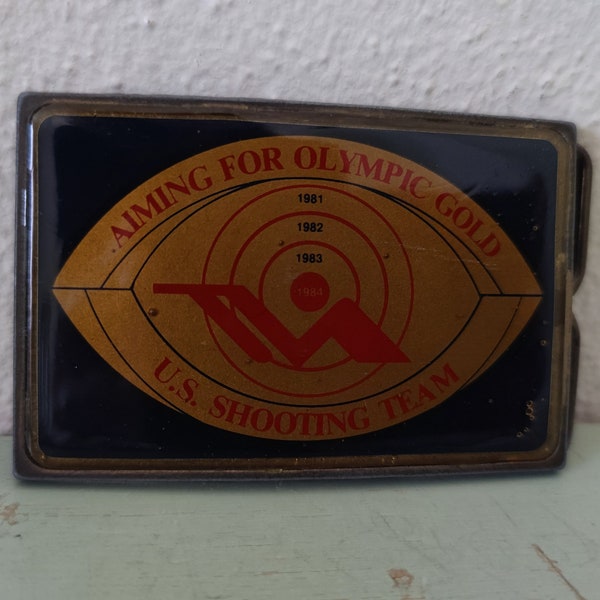 AIMING FOR OLYMPIC GOLD
1981
1982
1983
1984
U.S. SHOOTING TEAM